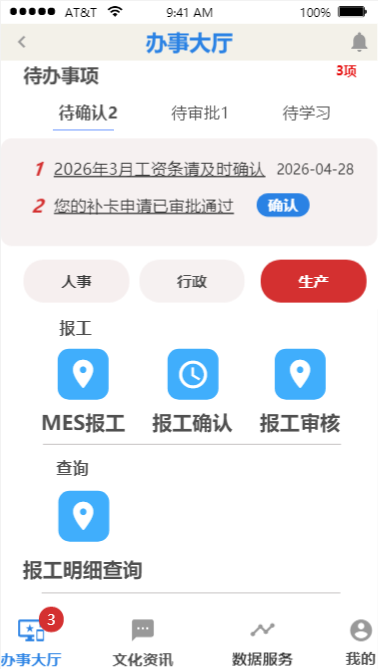 AT&T 9:41 AM 100%
办事大厅
待办事项 3项
待确认2 待审批1 待学习
1 2026年3月工资条请及时确认 2026-04-28
2 您的补卡申请已审批通过 确认
人事 行政 生产
报工
MES报工 报工确认 报工审核
查询
报工明细查询
3
办事大厅 文化资讯 数据服务 我的